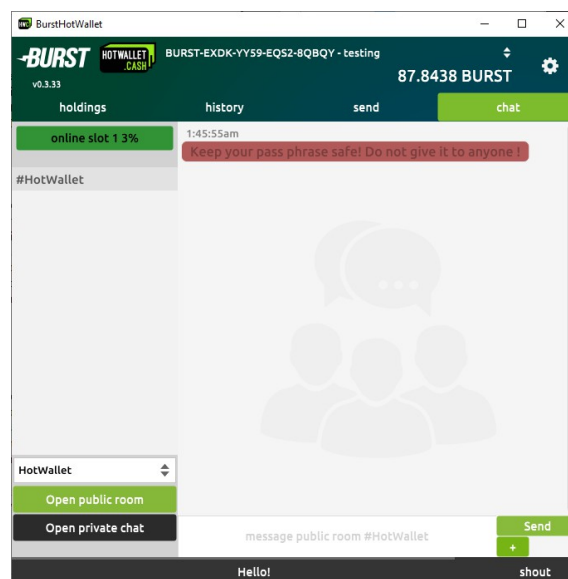 BurstHotWallet
BURST HOTWALLET .CASH
BURST-EXDK-YY59-EQS2-8QBQY - testing
87.8438 BURST
v0.3.33
holdings history send chat
online slot 1 3%
1:45:55am
Keep your pass phrase safe! Do not give it to anyone !
#HotWallet
HotWallet
Open public room
Open private chat
message public room #HotWallet
Send
+
Hello! shout